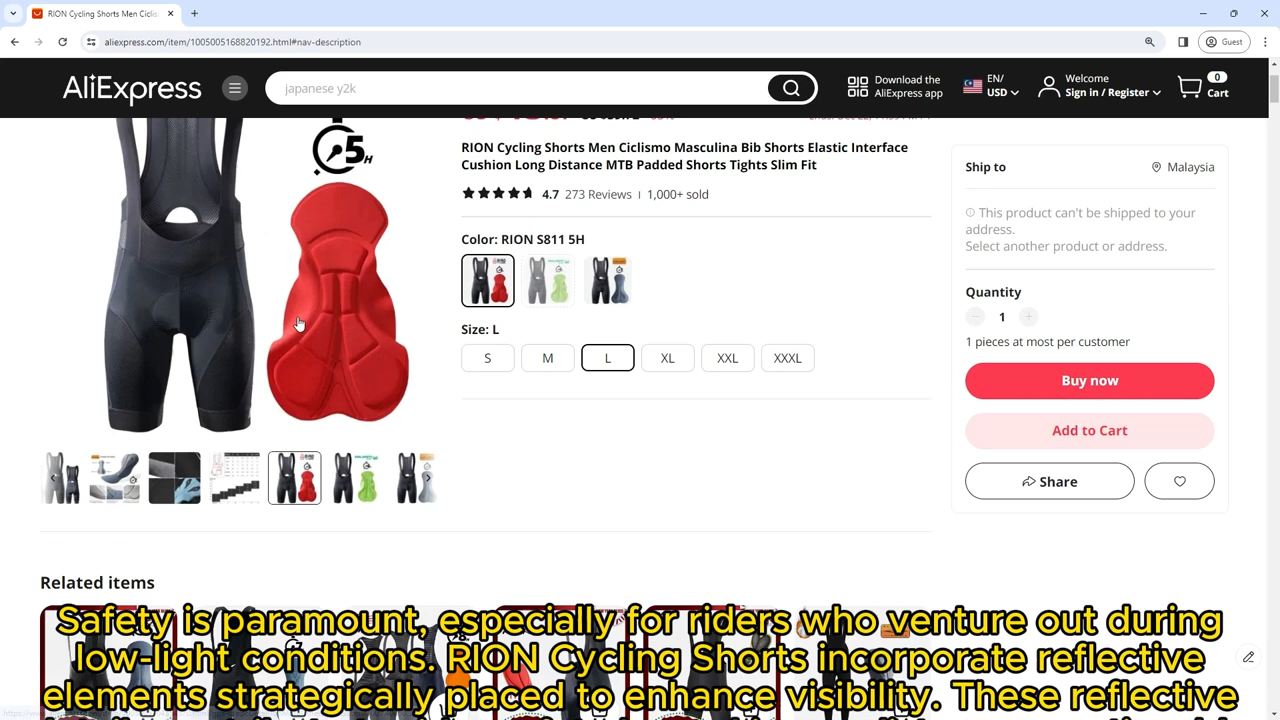 RION Cycling Shorts Men Ciclis
aliexpress.com/item/1005005168820192.html#nav-description
Guest
AliExpress
japanese y2k
Download the
AliExpress app
EN/
USD
Welcome
Sign in / Register
0
Cart
5H
RION Cycling Shorts Men Ciclismo Masculina Bib Shorts Elastic Interface
Cushion Long Distance MTB Padded Shorts Tights Slim Fit
4.7 273 Reviews 1,000+ sold
Color: RION S811 5H
Size: L
S M L XL XXL XXXL
Ship to
Malaysia
This product can't be shipped to your
address.
Select another product or address.
Quantity
1
1 pieces at most per customer
Buy now
Add to Cart
Share
Related items
Safety is paramount, especially for riders who venture out during
low-light conditions. RION Cycling Shorts incorporate reflective
elements strategically placed to enhance visibility. These reflective